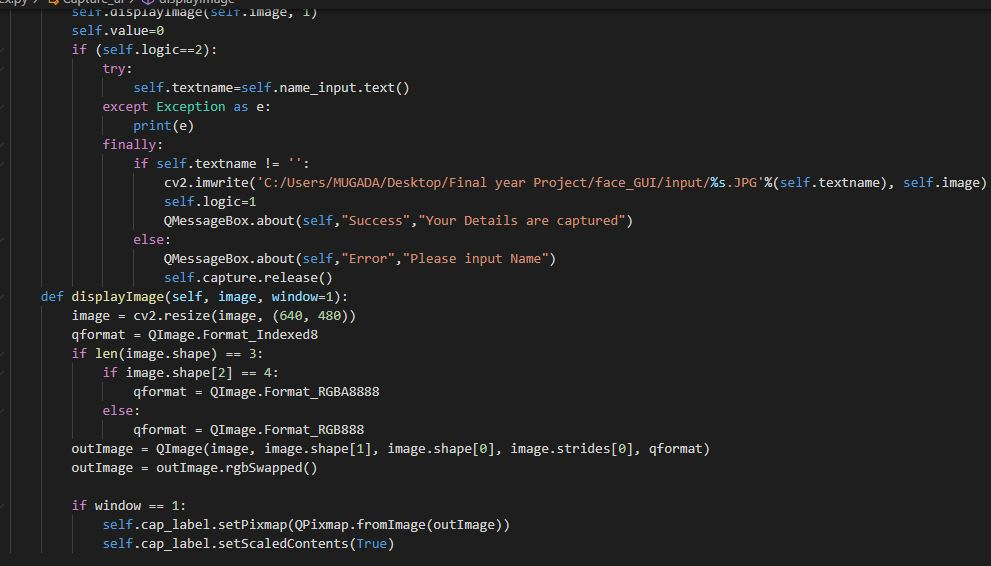 ex.py > Capture_ui > displayImage
        self.displayImage(self.image, 1)
        self.value=0
        if (self.logic==2):
            try:
                self.textname=self.name_input.text()
            except Exception as e:
                print(e)
            finally:
                if self.textname != '':
                    cv2.imwrite('C:/Users/MUGADA/Desktop/Final year Project/face_GUI/input/%s.JPG'%(self.textname), self.image)
                    self.logic=1
                    QMessageBox.about(self,"Success","Your Details are captured")
                else:
                    QMessageBox.about(self,"Error","Please input Name")
                    self.capture.release()
    def displayImage(self, image, window=1):
        image = cv2.resize(image, (640, 480))
        qformat = QImage.Format_Indexed8
        if len(image.shape) == 3:
            if image.shape[2] == 4:
                qformat = QImage.Format_RGBA8888
            else:
                qformat = QImage.Format_RGB888
        outImage = QImage(image, image.shape[1], image.shape[0], image.strides[0], qformat)
        outImage = outImage.rgbSwapped()

        if window == 1:
            self.cap_label.setPixmap(QPixmap.fromImage(outImage))
            self.cap_label.setScaledContents(True)